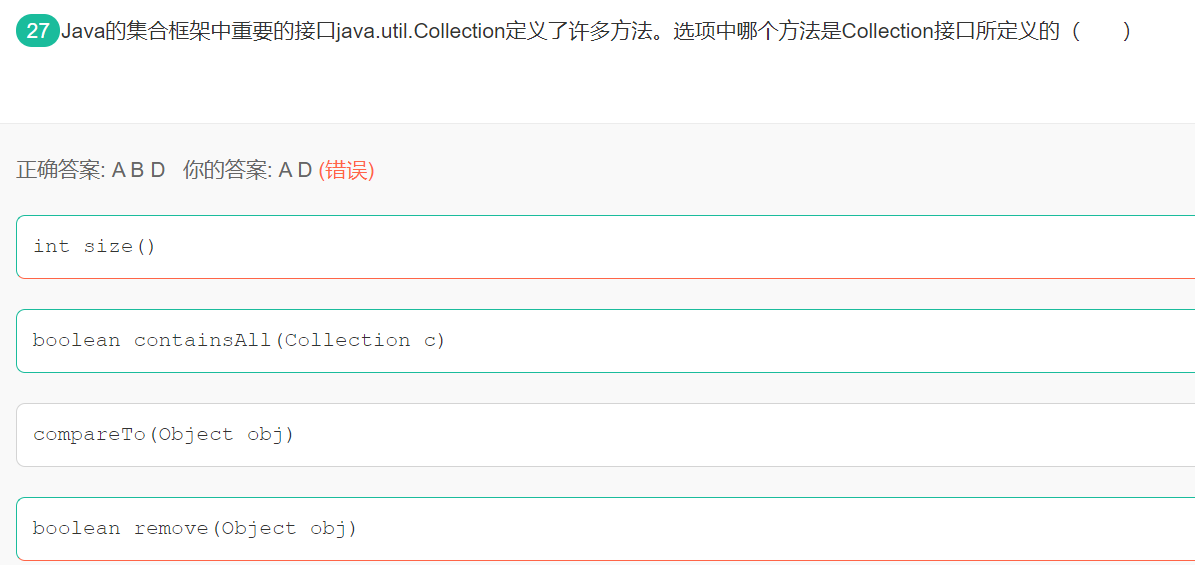 27 Java的集合框架中重要的接口java.util.Collection定义了许多方法。选项中哪个方法是Collection接口所定义的（　　）
正确答案: A B D 你的答案: A D (错误)
int size()
boolean containsAll(Collection c)
compareTo(Object obj)
boolean remove(Object obj)